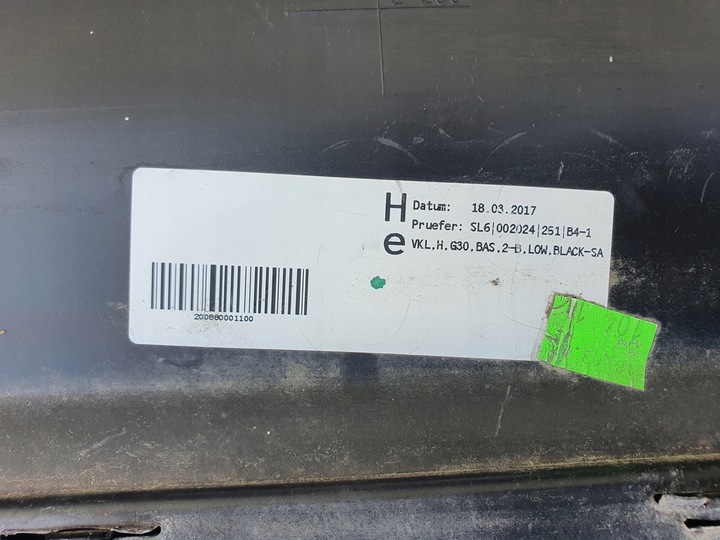 H
e
Datum: 18.03.2017
Pruefer: SL6|002024|251|B4-1
VKL.H.G30.BAS.2-B.LOW.BLACK-SA
200880001100